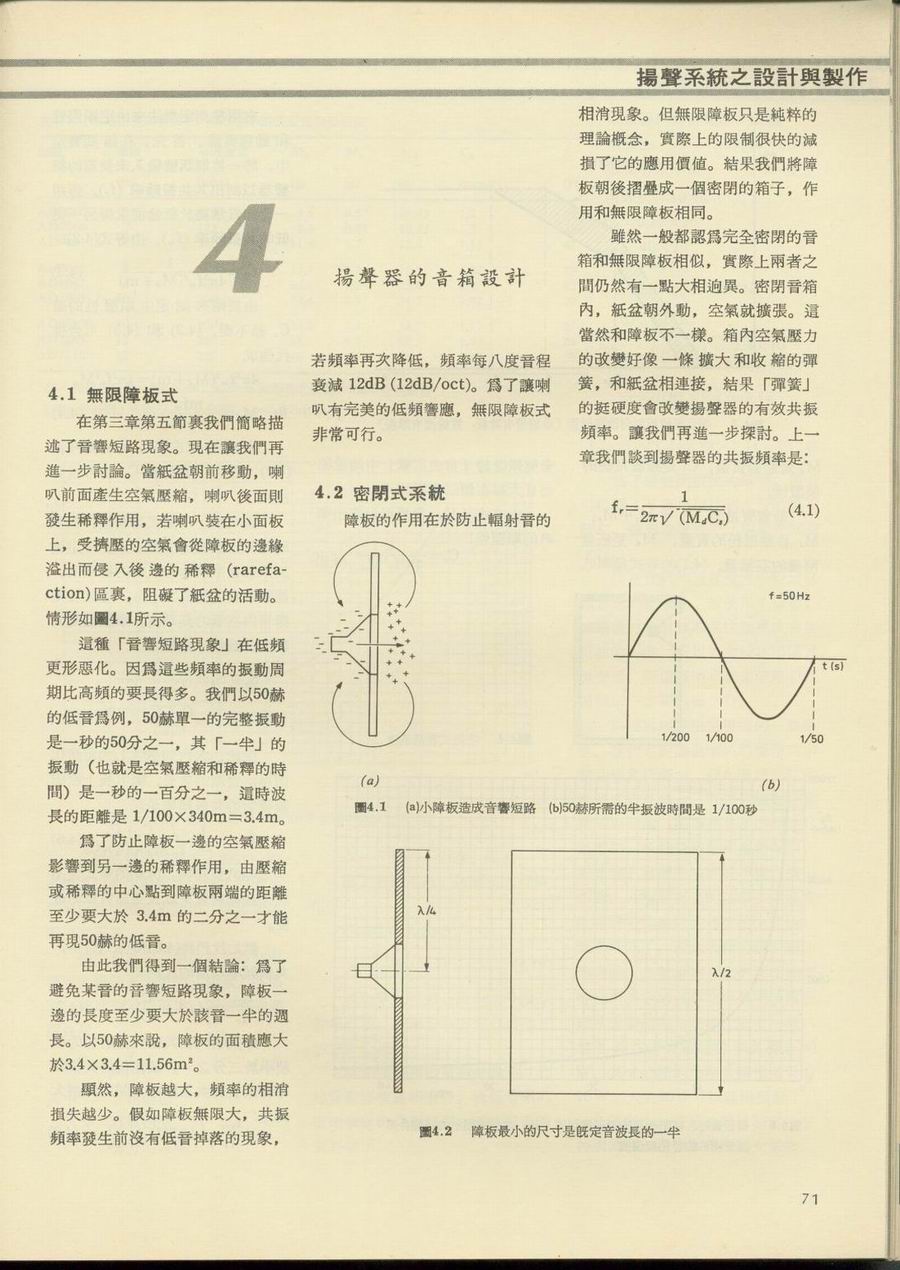 揚聲系統之設計與製作
4
揚聲器的音箱設計
4.1 無限障板式
在第三章第五節裏我們簡略描
述了音響短路現象。現在讓我們再
進一步討論。當紙盆朝前移動，喇
叭前面產生空氣壓縮，喇叭後面則
發生稀釋作用，若喇叭裝在小面板
上，受擠壓的空氣會從障板的邊緣
溢出而侵入後邊的稀釋 (rarefa-
ction)區裏，阻礙了紙盆的活動。
情形如圖4.1所示。
這種「音響短路現象」在低頻
更形惡化。因爲這些頻率的振動周
期比高頻的要長得多。我們以50赫
的低音爲例，50赫單一的完整振動
是一秒的50分之一，其「一半」的
振動（也就是空氣壓縮和稀釋的時
間）是一秒的一百分之一，這時波
長的距離是 1/100×340m＝3.4m。
爲了防止障板一邊的空氣壓縮
影響到另一邊的稀釋作用，由壓縮
或稀釋的中心點到障板兩端的距離
至少要大於 3.4m 的二分之一才能
再現50赫的低音。
由此我們得到一個結論：爲了
避免某音的音響短路現象，障板一
邊的長度至少要大於該音一半的週
長。以50赫來說，障板的面積應大
於3.4×3.4＝11.56m²。
顯然，障板越大，頻率的相消
損失越少。假如障板無限大，共振
頻率發生前沒有低音掉落的現象，
若頻率再次降低，頻率每八度音程
衰減 12dB (12dB/oct)。爲了讓喇
叭有完美的低頻響應，無限障板式
非常可行。
4.2 密閉式系統
障板的作用在於防止輻射音的
相消現象。但無限障板只是純粹的
理論概念，實際上的限制很快的減
損了它的應用價值。結果我們將障
板朝後摺疊成一個密閉的箱子，作
用和無限障板相同。
雖然一般都認爲完全密閉的音
箱和無限障板相似，實際上兩者之
間仍然有一點大相逈異。密閉音箱
內，紙盆朝外動，空氣就擴張。這
當然和障板不一樣。箱內空氣壓力
的改變好像一條擴大和收縮的彈
簧，和紙盆相連接，結果「彈簧」
的挺硬度會改變揚聲器的有效共振
頻率。讓我們再進一步探討。上一
章我們談到揚聲器的共振頻率是：
fr＝1/2π√(MdCs) (4.1)
f=50Hz
t(s)
1/200 1/100 1/50
(a)
(b)
圖4.1 (a)小障板造成音響短路 (b)50赫所需的半振波時間是 1/100秒
λ/4
λ/2
圖4.2 障板最小的尺寸是既定音波長的一半
71